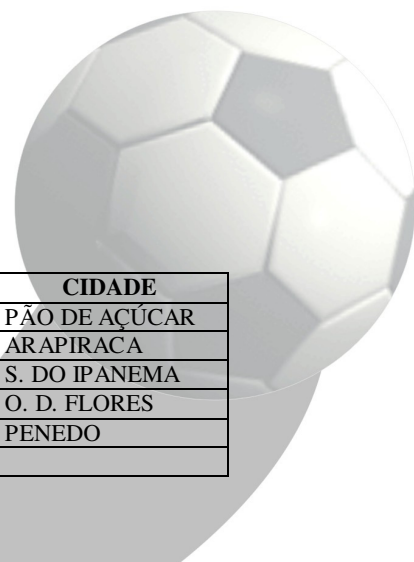 CIDADE
PÃO DE AÇÚCAR
ARAPIRACA
S. DO IPANEMA
O. D. FLORES
PENEDO